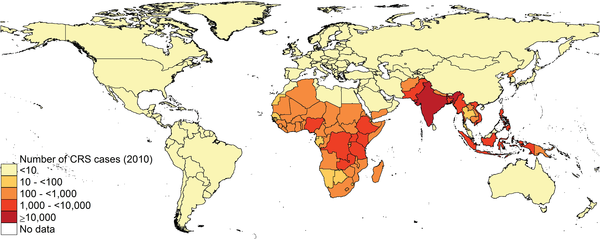 Number of CRS cases (2010)
<10.
10 - <100
100 - <1,000
1,000 - <10,000
≥10,000
No data